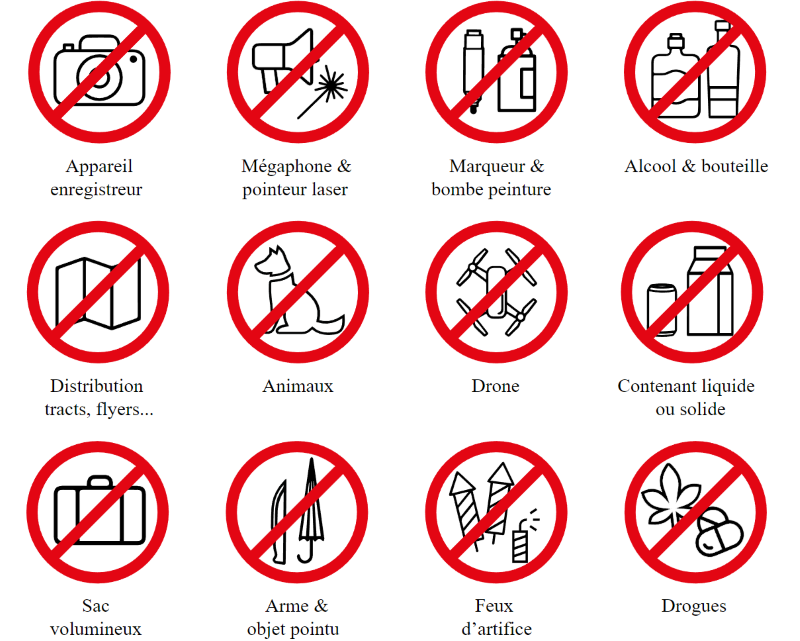 Appareil
enregistreur
Mégaphone &
pointeur laser
Marqueur &
bombe peinture
Alcool & bouteille
Distribution
tracts, flyers...
Animaux
Drone
Contenant liquide
ou solide
Sac
volumineux
Arme &
objet pointu
Feux
d'artifice
Drogues